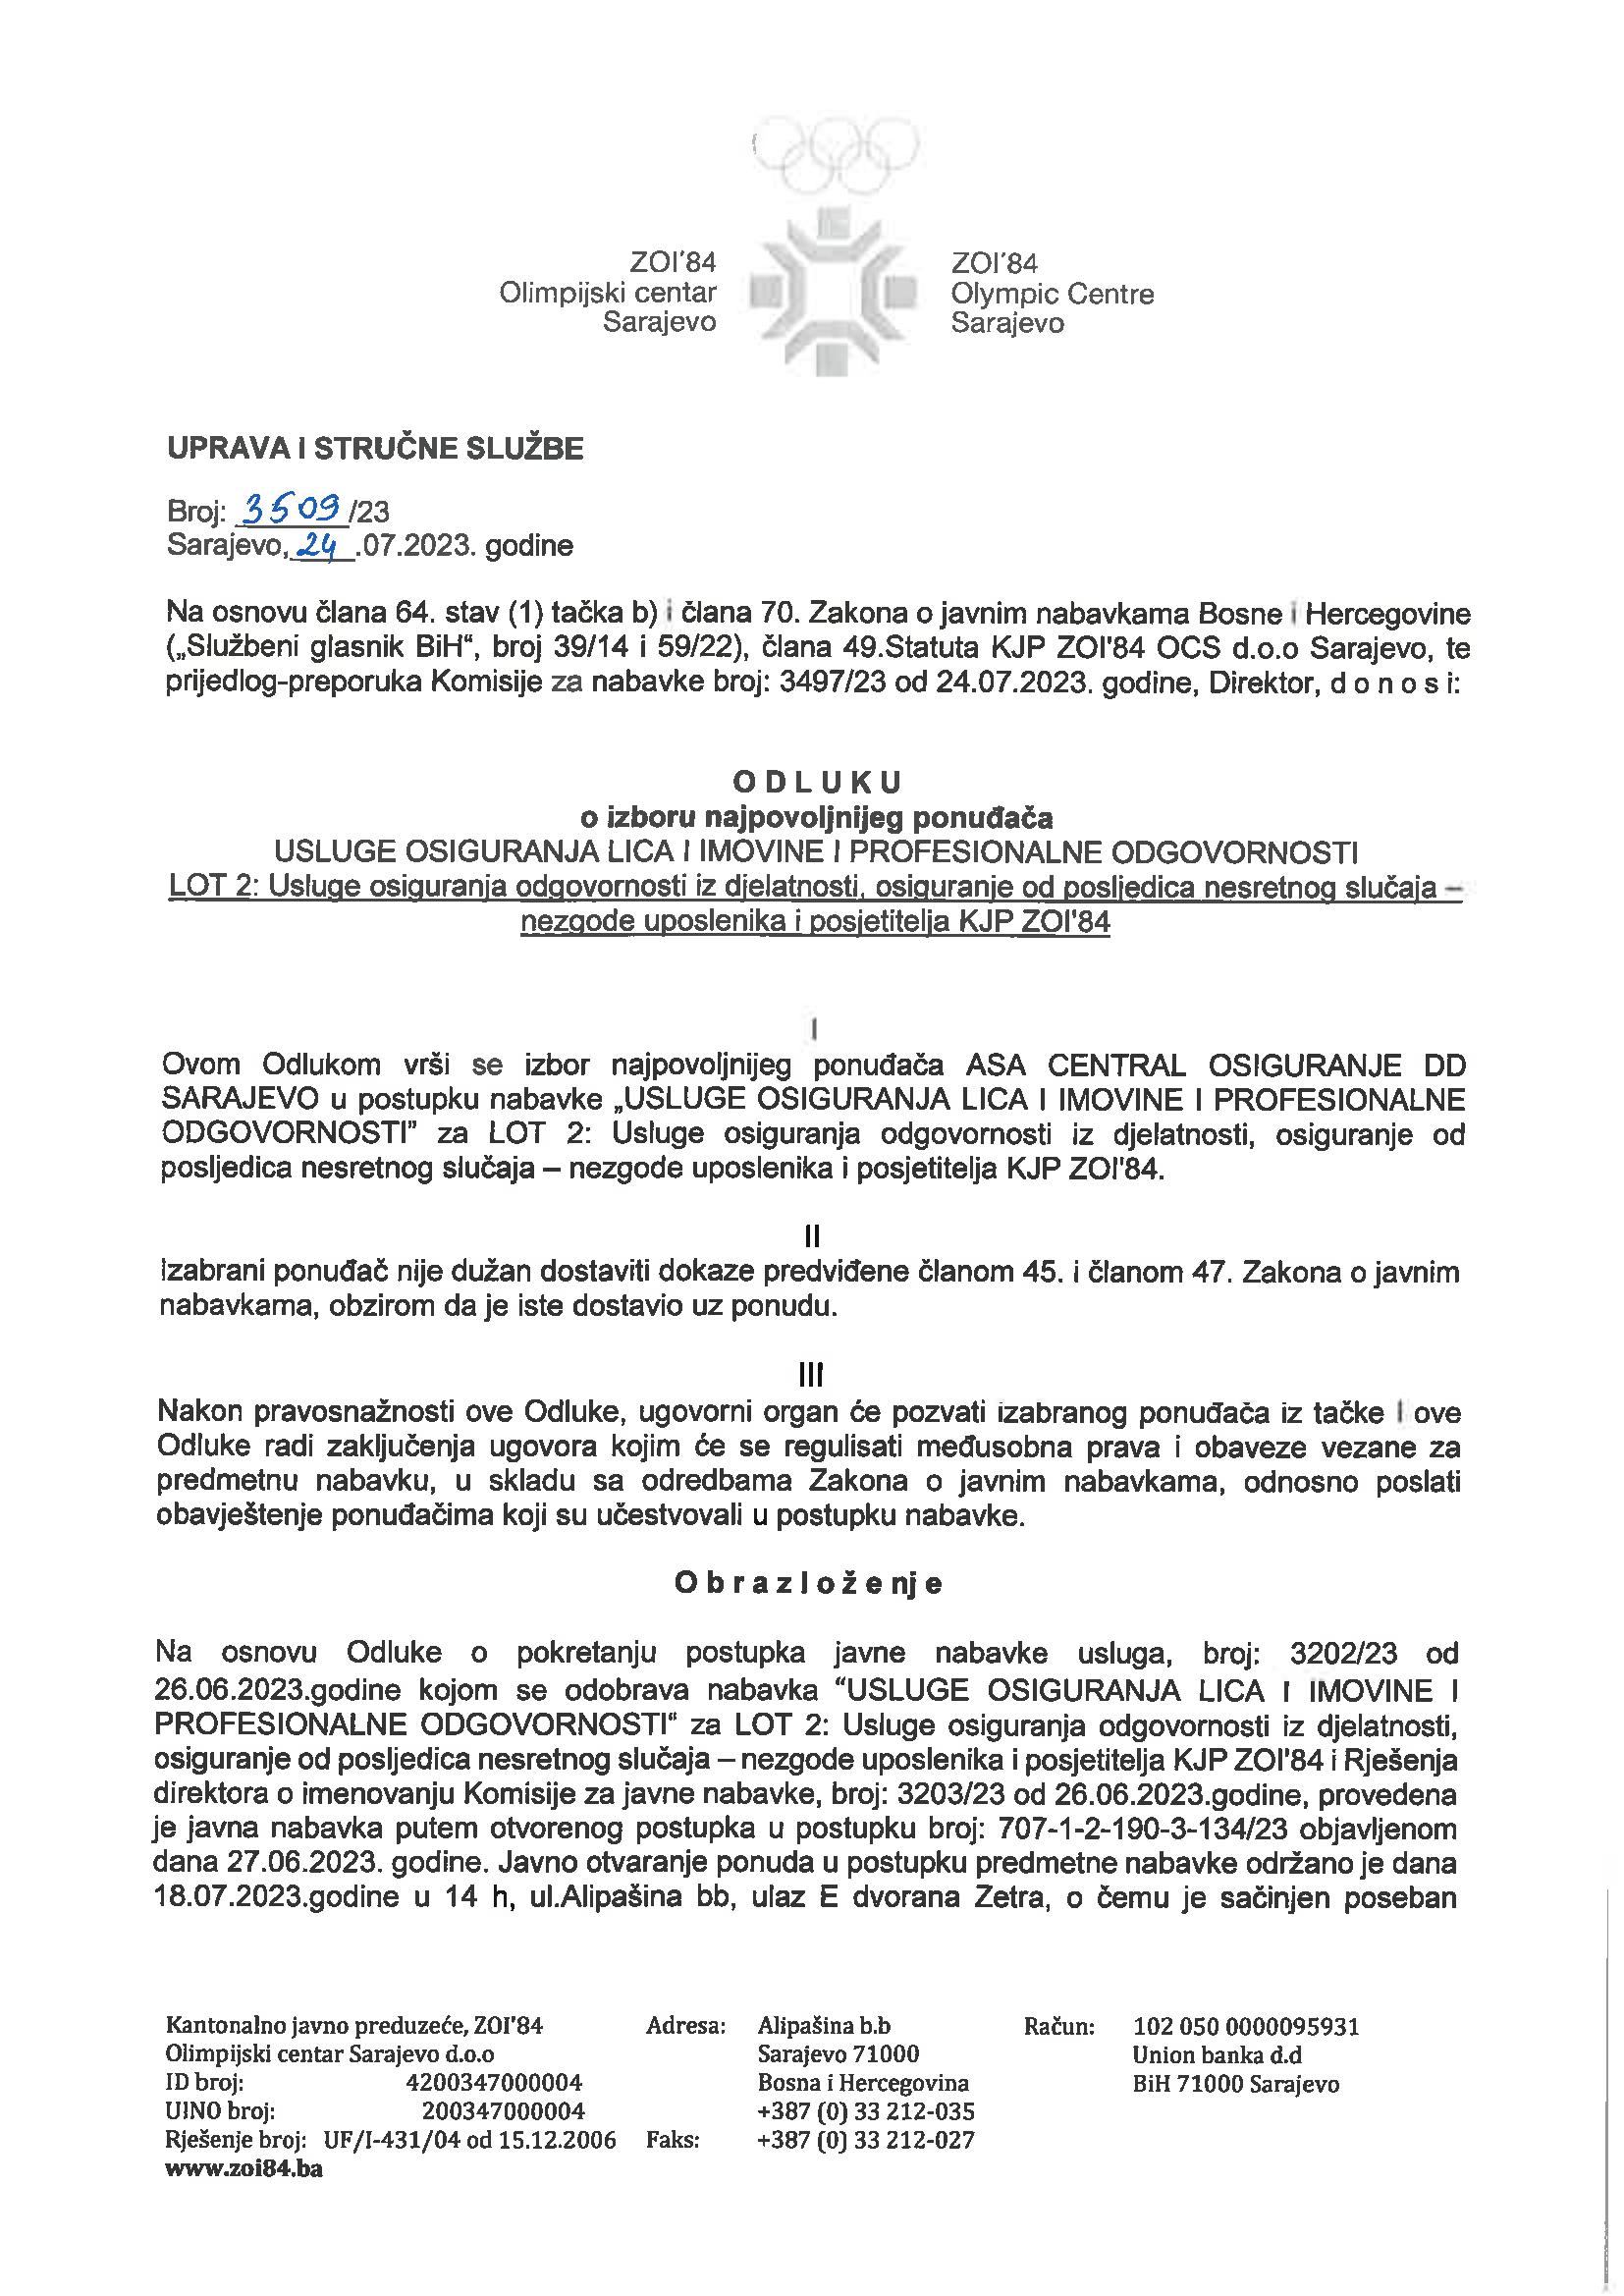 ZOI'84
Olimpijski centar
Sarajevo
ZOI'84
Olympic Centre
Sarajevo
UPRAVA I STRUČNE SLUŽBE
Broj: 3509/23
Sarajevo, 24.07.2023. godine
Na osnovu člana 64. stav (1) tačka b) i člana 70. Zakona o javnim nabavkama Bosne i Hercegovine
(„Službeni glasnik BiH“, broj 39/14 i 59/22), člana 49.Statuta KJP ZOI'84 OCS d.o.o Sarajevo, te
prijedlog-preporuka Komisije za nabavke broj: 3497/23 od 24.07.2023. godine, Direktor, d o n o s i:
O D L U K U
o izboru najpovoljnijeg ponuđača
USLUGE OSIGURANJA LICA I IMOVINE I PROFESIONALNE ODGOVORNOSTI
LOT 2: Usluge osiguranja odgovornosti iz djelatnosti, osiguranje od posljedica nesretnog slučaja –
nezgode uposlenika i posjetitelja KJP ZOI'84
I
Ovom Odlukom vrši se izbor najpovoljnijeg ponuđača ASA CENTRAL OSIGURANJE DD
SARAJEVO u postupku nabavke „USLUGE OSIGURANJA LICA I IMOVINE I PROFESIONALNE
ODGOVORNOSTI" za LOT 2: Usluge osiguranja odgovornosti iz djelatnosti, osiguranje od
posljedica nesretnog slučaja – nezgode uposlenika i posjetitelja KJP ZOI'84.
II
Izabrani ponuđač nije dužan dostaviti dokaze predviđene članom 45. i članom 47. Zakona o javnim
nabavkama, obzirom da je iste dostavio uz ponudu.
III
Nakon pravosnažnosti ove Odluke, ugovorni organ će pozvati izabranog ponuđača iz tačke I ove
Odluke radi zaključenja ugovora kojim će se regulisati međusobna prava i obaveze vezane za
predmetnu nabavku, u skladu sa odredbama Zakona o javnim nabavkama, odnosno poslati
obavještenje ponuđačima koji su učestvovali u postupku nabavke.
O b r a z l o ž e nj e
Na osnovu Odluke o pokretanju postupka javne nabavke usluga, broj: 3202/23 od
26.06.2023.godine kojom se odobrava nabavka “USLUGE OSIGURANJA LICA I IMOVINE I
PROFESIONALNE ODGOVORNOSTI“ za LOT 2: Usluge osiguranja odgovornosti iz djelatnosti,
osiguranje od posljedica nesretnog slučaja – nezgode uposlenika i posjetitelja KJP ZOI'84 i Rješenja
direktora o imenovanju Komisije za javne nabavke, broj: 3203/23 od 26.06.2023.godine, provedena
je javna nabavka putem otvorenog postupka u postupku broj: 707-1-2-190-3-134/23 objavljenom
dana 27.06.2023. godine. Javno otvaranje ponuda u postupku predmetne nabavke održano je dana
18.07.2023.godine u 14 h, ul.Alipašina bb, ulaz E dvorana Zetra, o čemu je sačinjen poseban
Kantonalno javno preduzeće, ZOI'84 Adresa: Alipašina b.b Račun: 102 050 0000095931
Olimpijski centar Sarajevo d.o.o Sarajevo 71000 Union banka d.d
ID broj: 4200347000004 Bosna i Hercegovina BiH 71000 Sarajevo
UINO broj: 200347000004 +387 (0) 33 212-035
Rješenje broj: UF/I-431/04 od 15.12.2006 Faks: +387 (0) 33 212-027
www.zoi84.ba